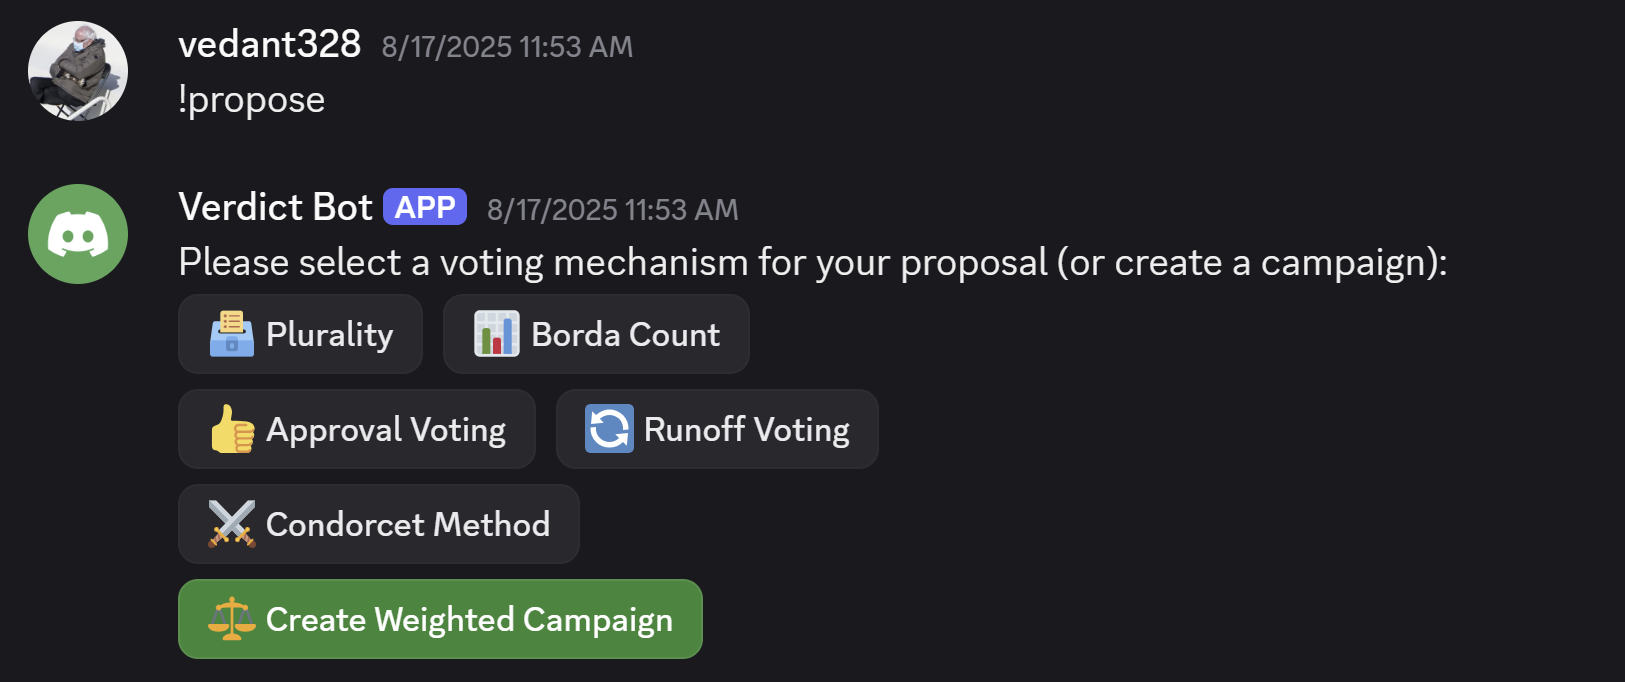 vedant328 8/17/2025 11:53 AM
!propose
Verdict Bot APP 8/17/2025 11:53 AM
Please select a voting mechanism for your proposal (or create a campaign):
Plurality Borda Count
Approval Voting Runoff Voting
Condorcet Method
Create Weighted Campaign